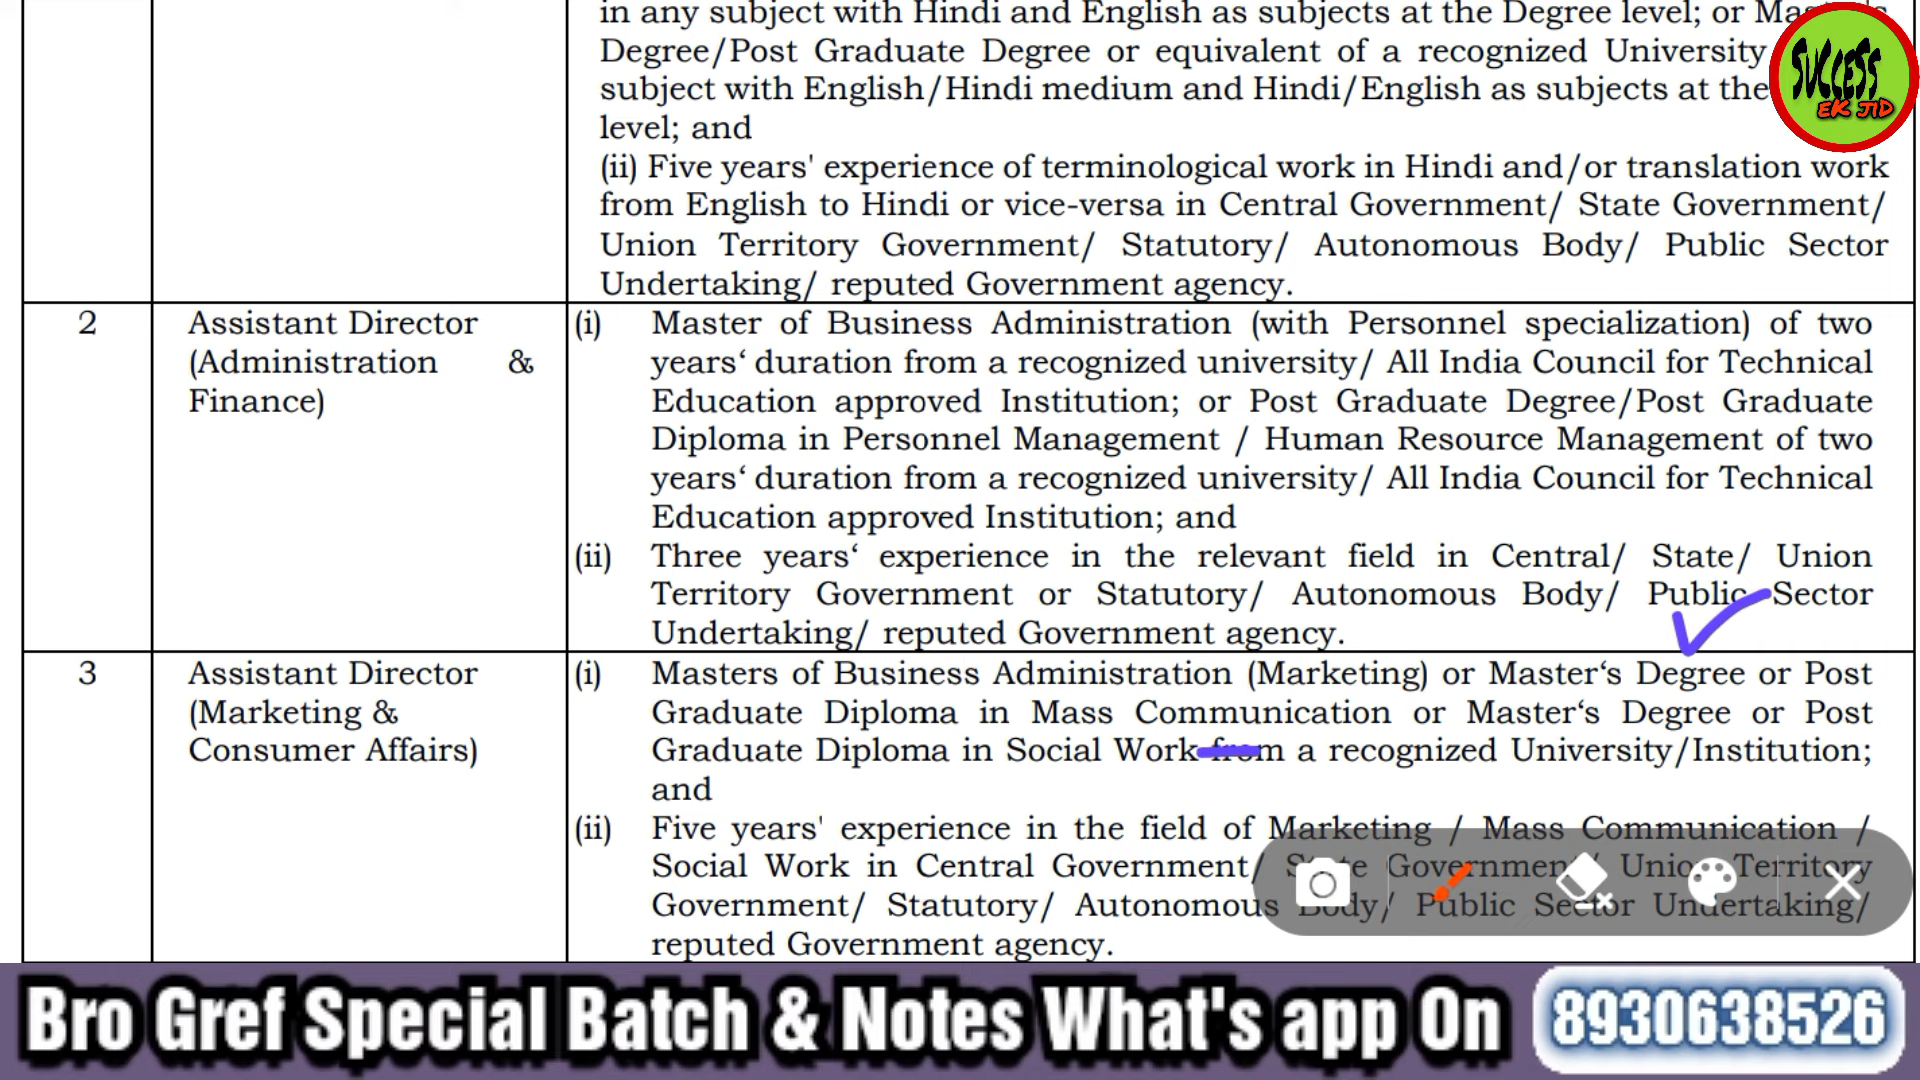 in any subject with Hindi and English as subjects at the Degree level; or
Degree/Post Graduate Degree or equivalent of a recognized University
subject with English/Hindi medium and Hindi/English as subjects at the
level; and
(ii) Five years' experience of terminological work in Hindi and/or translation work
from English to Hindi or vice-versa in Central Government/ State Government/
Union Territory Government/ Statutory/ Autonomous Body/ Public Sector
Undertaking/ reputed Government agency.
SUCCESS
EK JID
2
Assistant Director
(Administration &
Finance)
(i) Master of Business Administration (with Personnel specialization) of two
years‘ duration from a recognized university/ All India Council for Technical
Education approved Institution; or Post Graduate Degree/Post Graduate
Diploma in Personnel Management / Human Resource Management of two
years‘ duration from a recognized university/ All India Council for Technical
Education approved Institution; and
(ii) Three years‘ experience in the relevant field in Central/ State/ Union
Territory Government or Statutory/ Autonomous Body/ Public Sector
Undertaking/ reputed Government agency.
3
Assistant Director
(Marketing &
Consumer Affairs)
(i) Masters of Business Administration (Marketing) or Master‘s Degree or Post
Graduate Diploma in Mass Communication or Master‘s Degree or Post
Graduate Diploma in Social Work from a recognized University/Institution;
and
(ii) Five years' experience in the field of Marketing / Mass Communication /
Social Work in Central Government/ State Government/ Union Territory
Government/ Statutory/ Autonomous Body/ Public Sector Undertaking/
reputed Government agency.
Bro Gref Special Batch & Notes What's app On 8930638526